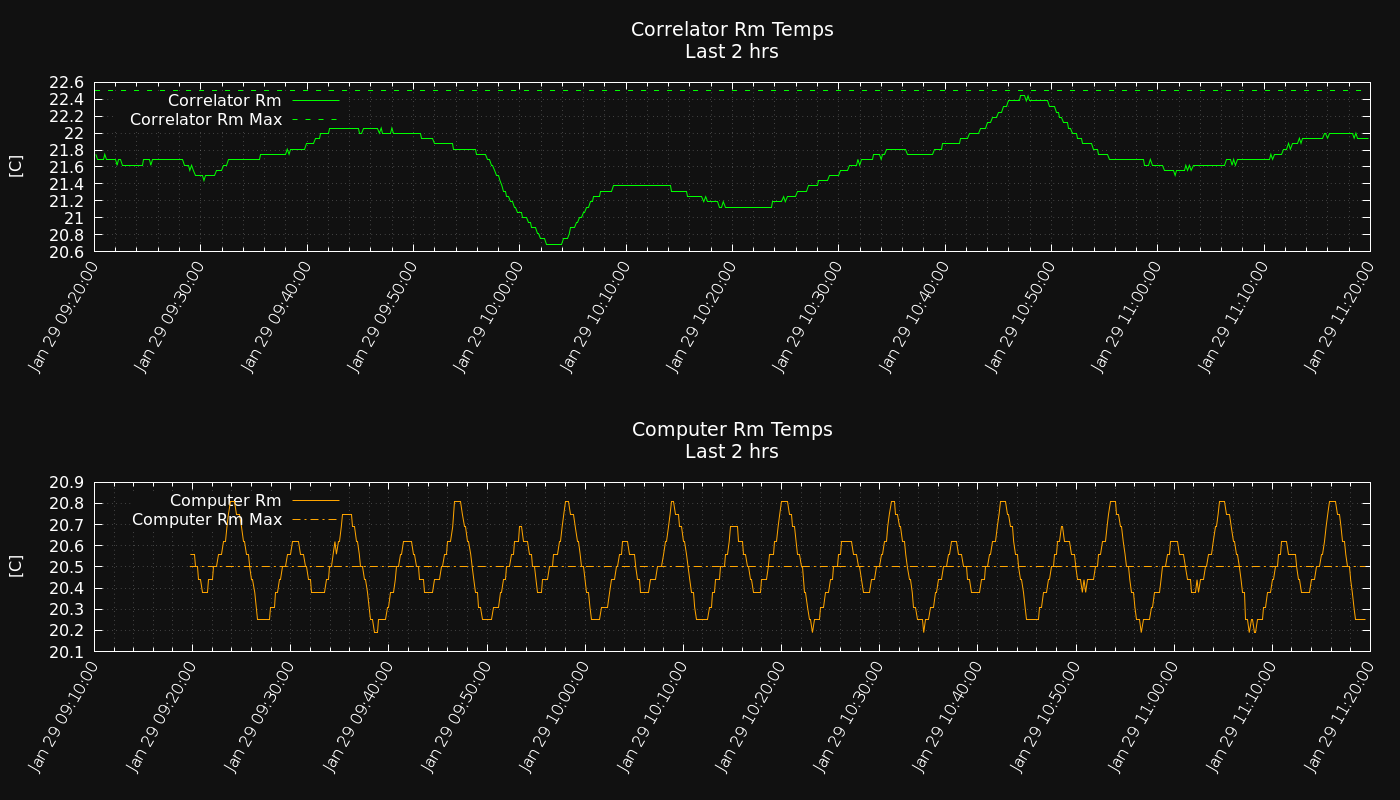 Correlator Rm Temps
Last 2 hrs
22.6
22.4
22.2
22
21.8
21.6
21.4
21.2
21
20.8
20.6
[C]
Correlator Rm
Correlator Rm Max
Jan 29 09:20:00
Jan 29 09:30:00
Jan 29 09:40:00
Jan 29 09:50:00
Jan 29 10:00:00
Jan 29 10:10:00
Jan 29 10:20:00
Jan 29 10:30:00
Jan 29 10:40:00
Jan 29 10:50:00
Jan 29 11:00:00
Jan 29 11:10:00
Jan 29 11:20:00
Computer Rm Temps
Last 2 hrs
20.9
20.8
20.7
20.6
20.5
20.4
20.3
20.2
20.1
[C]
Computer Rm
Computer Rm Max
Jan 29 09:10:00
Jan 29 09:20:00
Jan 29 09:30:00
Jan 29 09:40:00
Jan 29 09:50:00
Jan 29 10:00:00
Jan 29 10:10:00
Jan 29 10:20:00
Jan 29 10:30:00
Jan 29 10:40:00
Jan 29 10:50:00
Jan 29 11:00:00
Jan 29 11:10:00
Jan 29 11:20:00